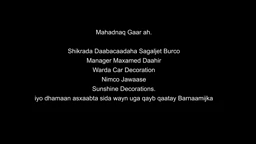 Mahadnaq Gaar ah.
Shikrada Daabacaadaha Sagaljet Burco
Manager Maxamed Daahir
Warda Car Decoration
Nimco Jawaase
Sunshine Decorations.
iyo dhamaan asxaabta sida wayn uga qayb qaatay Barnaamijka